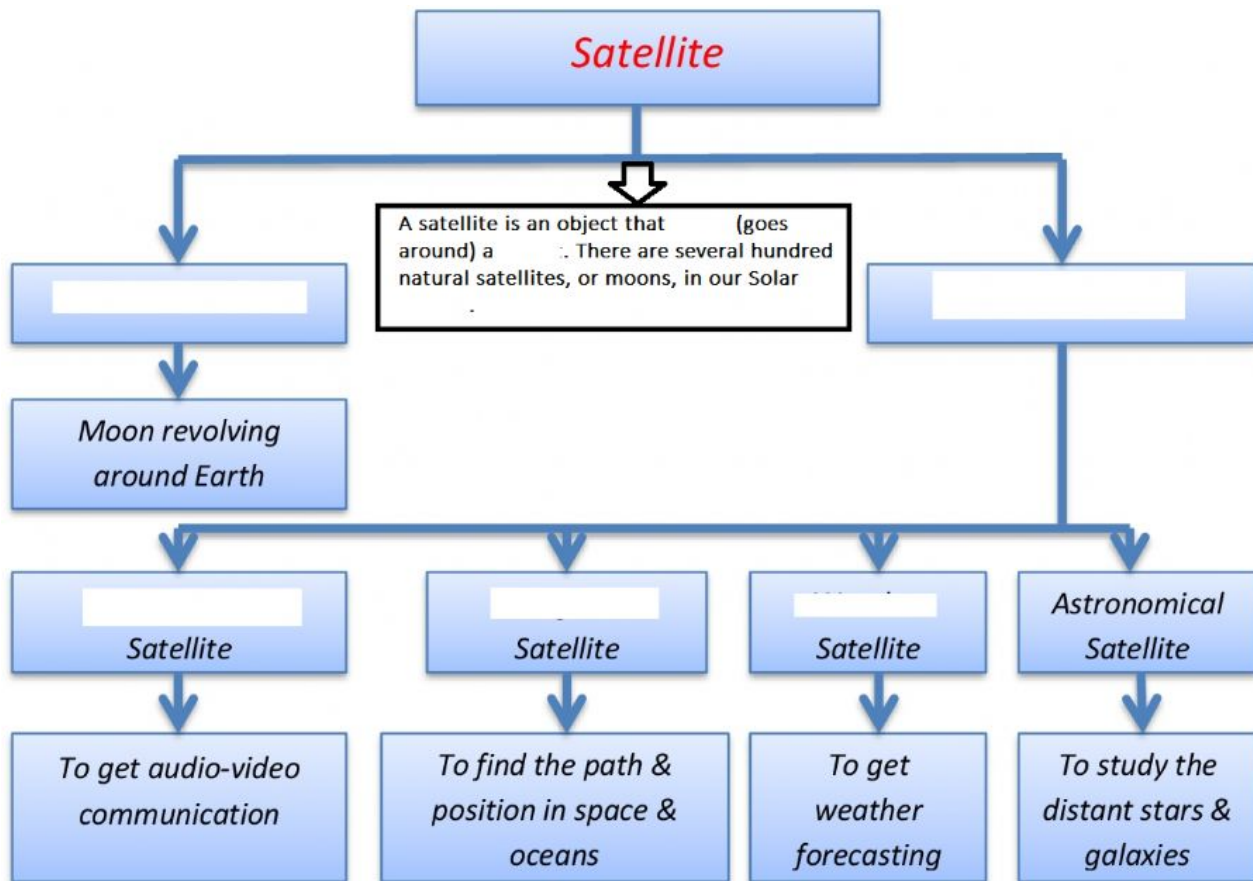 Satellite
A satellite is an object that (goes
around) a :. There are several hundred
natural satellites, or moons, in our Solar
.
Moon revolving
around Earth
Satellite
Satellite
Satellite
Astronomical
Satellite
To get audio-video
communication
To find the path &
position in space &
oceans
To get
weather
forecasting
To study the
distant stars &
galaxies